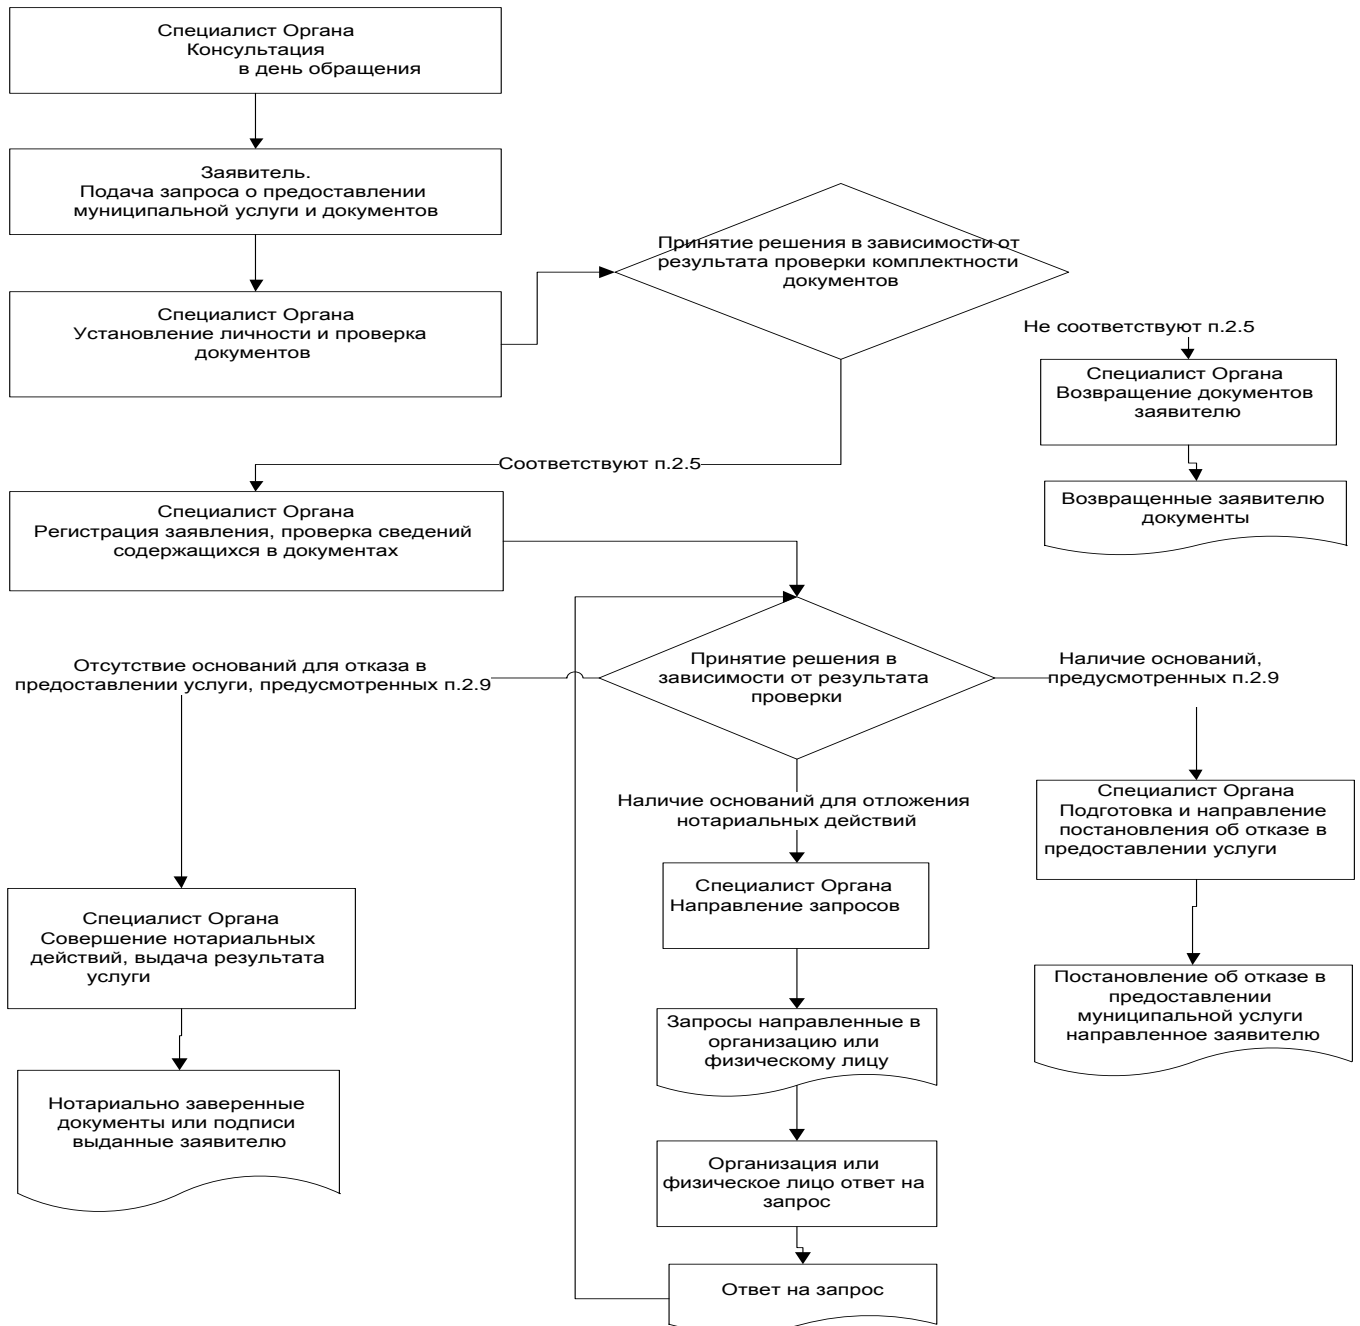 Специалист Органа
Консультация
в день обращения
Заявитель.
Подача запроса о предоставлении
муниципальной услуги и документов
Специалист Органа
Установление личности и проверка
документов
Принятие решения в зависимости от
результата проверки комплектности
документов
Не соответствуют п.2.5
Специалист Органа
Возвращение документов
заявителю
Возвращенные заявителю
документы
Соответствуют п.2.5
Специалист Органа
Регистрация заявления, проверка сведений
содержащихся в документах
Принятие решения в
зависимости от результата
проверки
Отсутствие оснований для отказа в
предоставлении услуги, предусмотренных п.2.9
Наличие оснований,
предусмотренных п.2.9
Наличие оснований для отложения
нотариальных действий
Специалист Органа
Подготовка и направление
постановления об отказе в
предоставлении услуги
Специалист Органа
Направление запросов
Специалист Органа
Совершение нотариальных
действий, выдача результата
услуги
Постановление об отказе в
предоставлении
муниципальной услуги
направленное заявителю
Запросы направленные в
организацию или
физическому лицу
Нотариально заверенные
документы или подписи
выданные заявителю
Организация или
физическое лицо ответ на
запрос
Ответ на запрос